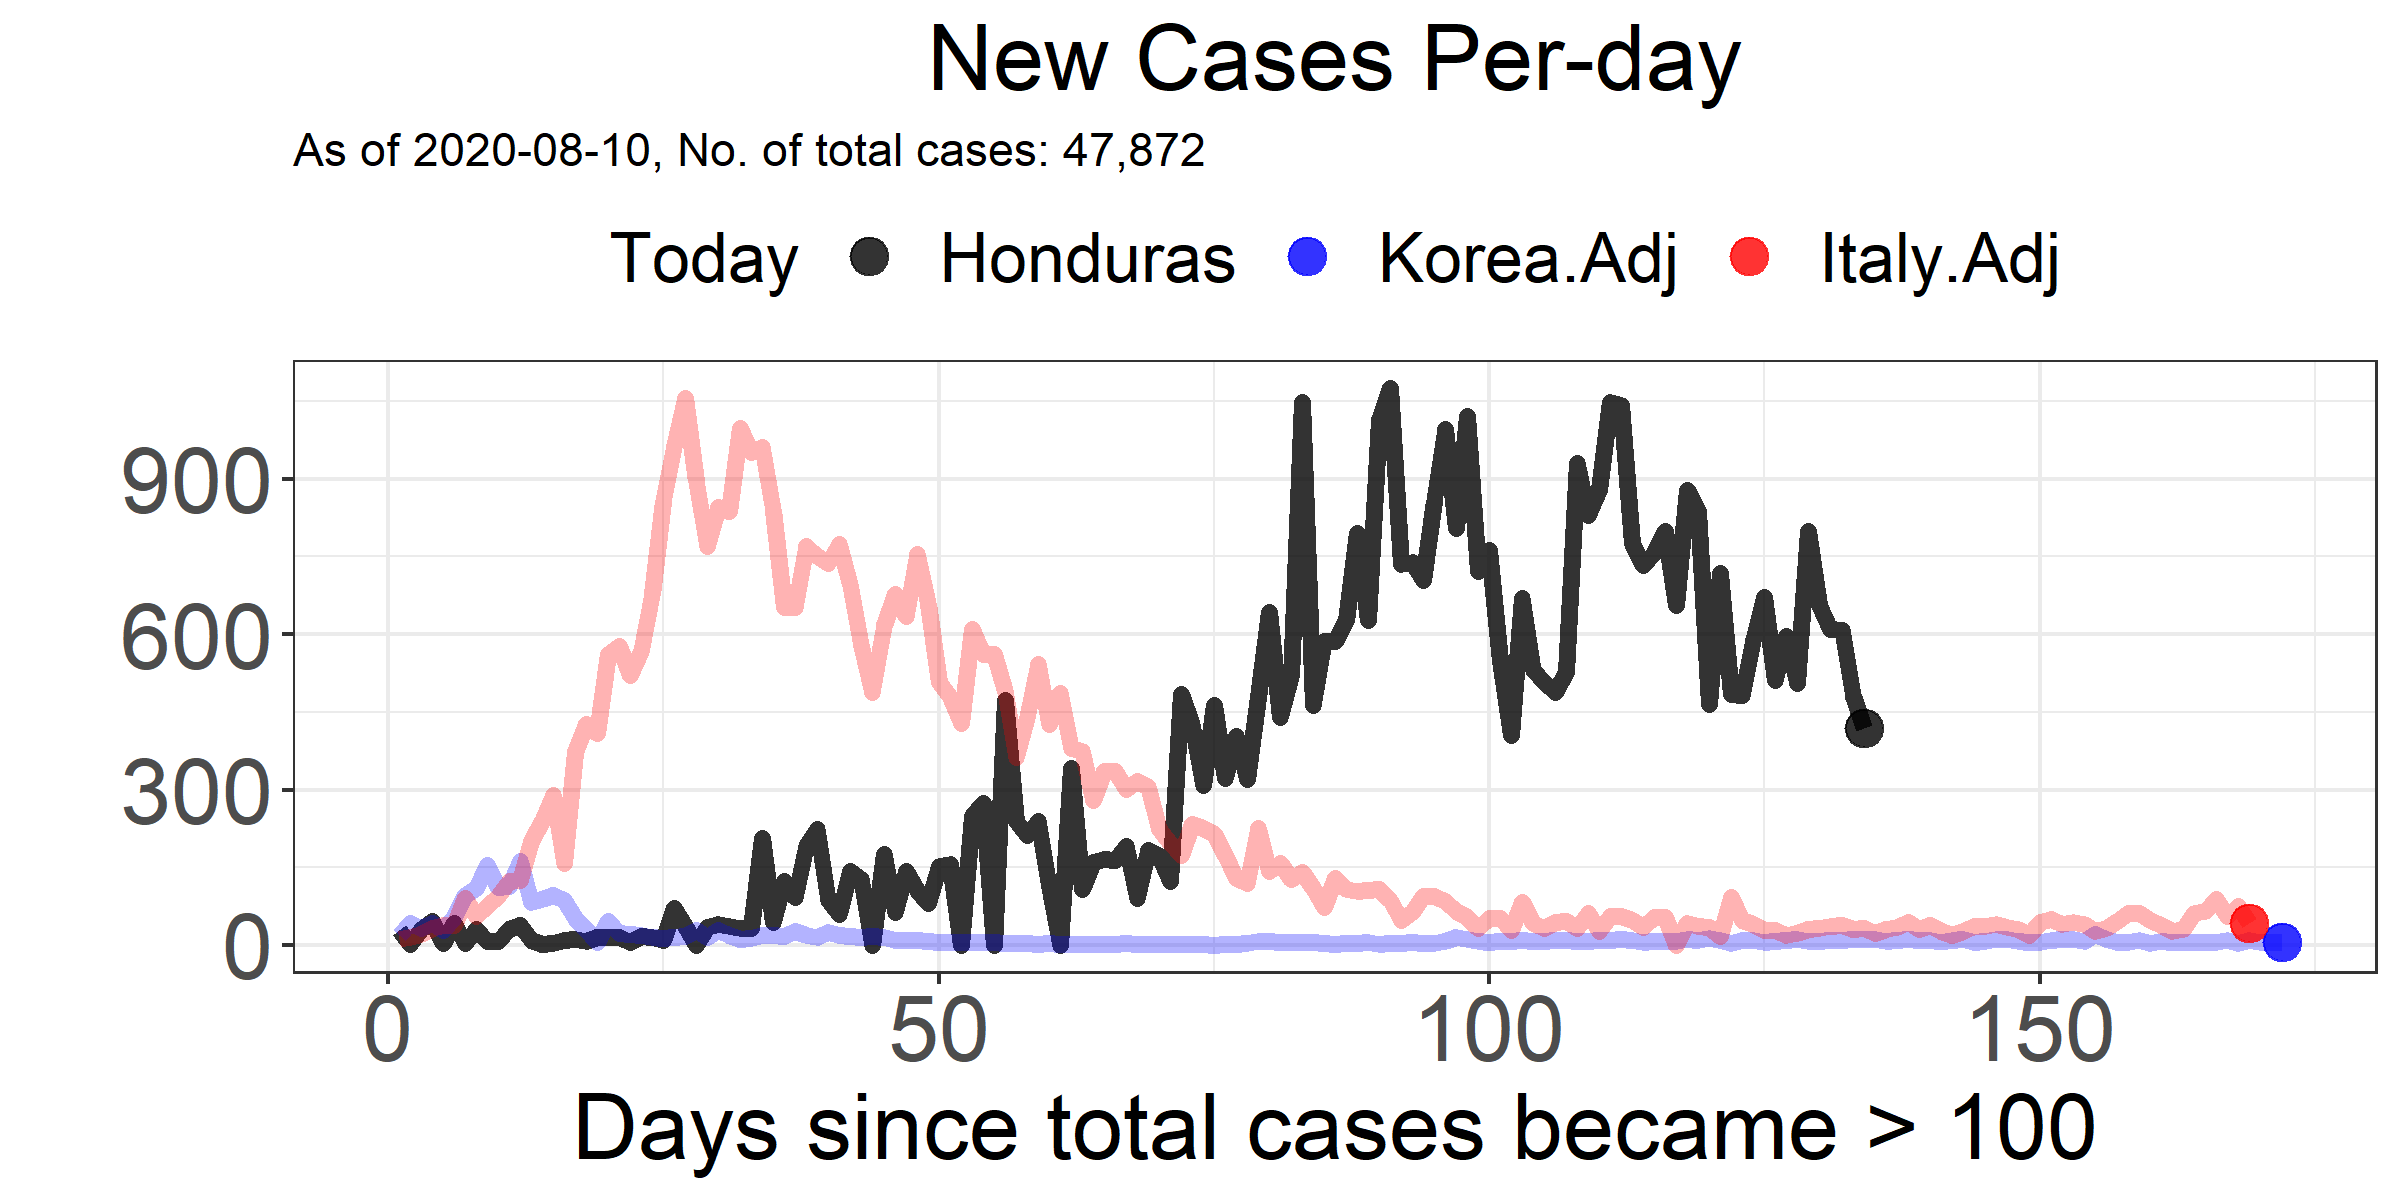 New Cases Per-day
As of 2020-08-10, No. of total cases: 47,872
Today Honduras Korea.Adj Italy.Adj
900
600
300
0
0 50 100 150
Days since total cases became > 100